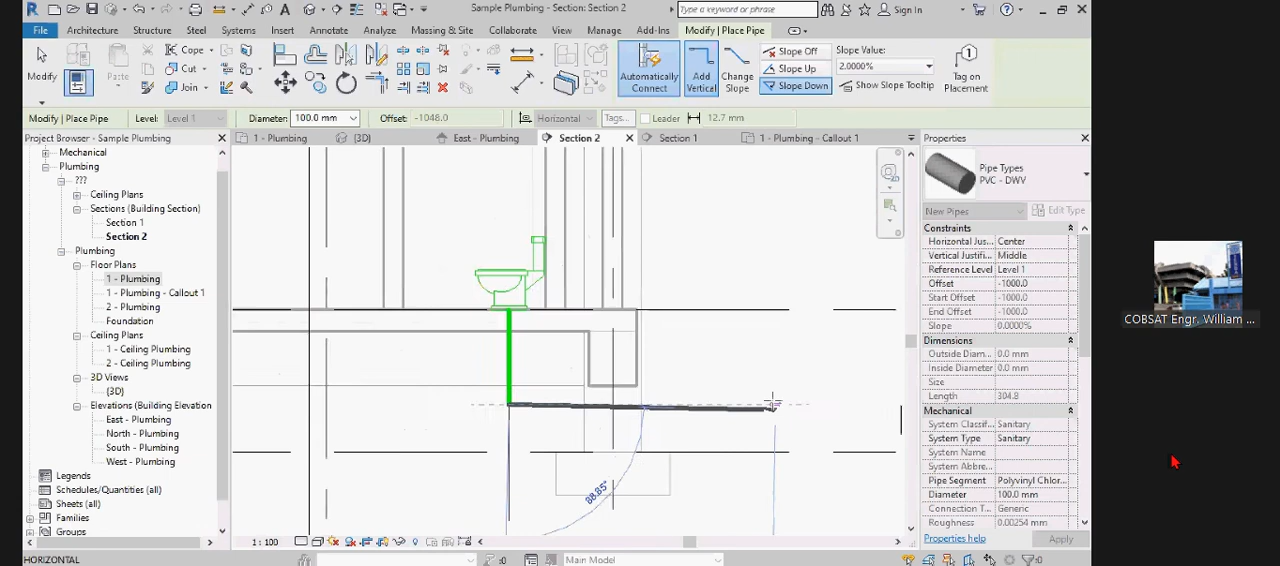 Sample Plumbing - Section: Section 2
Type a keyword or phrase
Sign In
File
Architecture
Structure
Steel
Systems
Insert
Annotate
Analyze
Massing & Site
Collaborate
View
Manage
Add-Ins
Modify | Place Pipe
Modify
Paste
Cope
Cut
Join
Automatically Connect
Add Vertical
Change Slope
Slope Off
Slope Up
Slope Down
Slope Value:
2.0000%
Show Slope Tooltip
Tag on Placement
Modify | Place Pipe
Level:
Level 1
Diameter:
100.0 mm
Offset:
-1048.0
Horizontal
Tags...
Leader
12.7 mm
Project Browser - Sample Plumbing
1 - Plumbing
(3D)
East - Plumbing
Section 2
Section 1
1 - Plumbing - Callout 1
Mechanical
Plumbing
???
Ceiling Plans
Sections (Building Section)
Section 1
Section 2
Plumbing
Floor Plans
1 - Plumbing
1 - Plumbing - Callout 1
2 - Plumbing
Foundation
Ceiling Plans
1 - Ceiling Plumbing
2 - Ceiling Plumbing
3D Views
(3D)
Elevations (Building Elevation
East - Plumbing
North - Plumbing
South - Plumbing
West - Plumbing
Legends
Schedules/Quantities (all)
Sheets (all)
Families
Groups
88.85°
1 : 100
Properties
Pipe Types
PVC - DWV
New Pipes
Edit Type
Constraints
Horizontal Jus... Center
Vertical Justifi... Middle
Reference Level Level 1
Offset -1000.0
Start Offset -1000.0
End Offset -1000.0
Slope 0.0000%
Dimensions
Outside Diam... 0.0 mm
Inside Diamet... 0.0 mm
Size
Length 304.8
Mechanical
System Classif... Sanitary
System Type Sanitary
System Name
System Abbre...
Pipe Segment Polyvinyl Chlor...
Diameter 100.0 mm
Connection T... Generic
Roughness 0.00254 mm
Properties help
Apply
HORIZONTAL
:0
Main Model
:0
COBSAT Engr. William ...